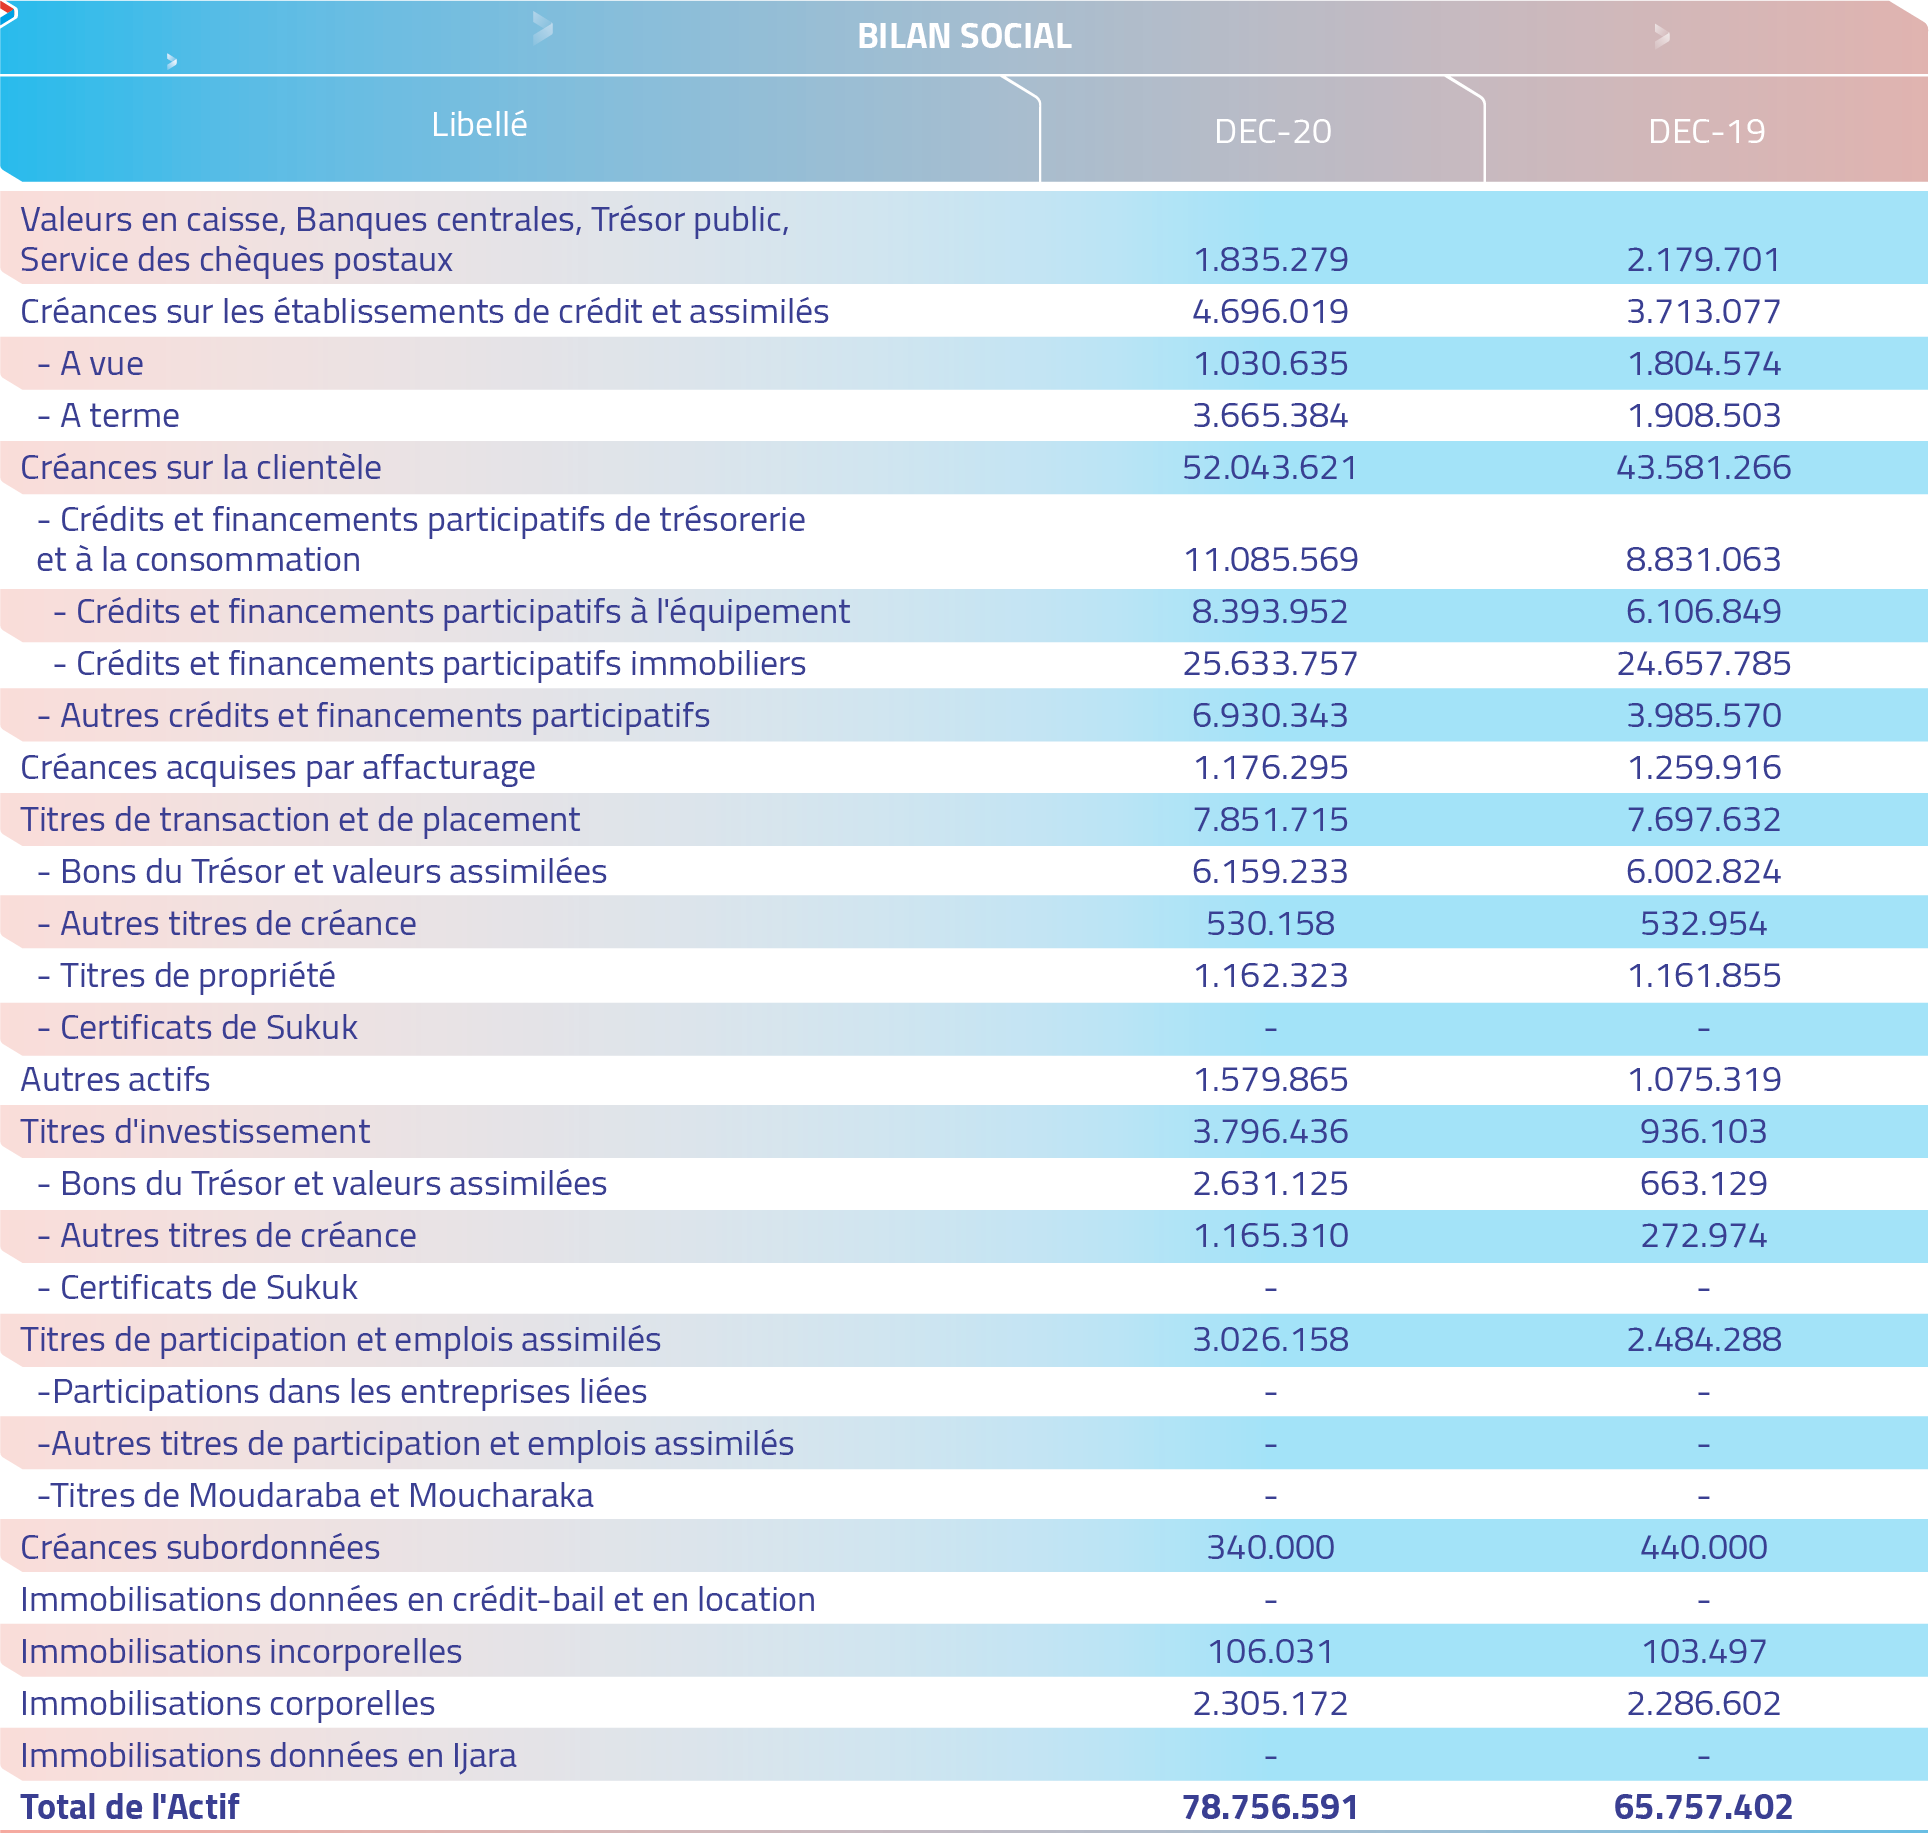 BILAN SOCIAL
Libellé DEC-20 DEC-19
Valeurs en caisse, Banques centrales, Trésor public,
Service des chèques postaux 1.835.279 2.179.701
Créances sur les établissements de crédit et assimilés 4.696.019 3.713.077
- A vue 1.030.635 1.804.574
- A terme 3.665.384 1.908.503
Créances sur la clientèle 52.043.621 43.581.266
- Crédits et financements participatifs de trésorerie
et à la consommation 11.085.569 8.831.063
- Crédits et financements participatifs à l'équipement 8.393.952 6.106.849
- Crédits et financements participatifs immobiliers 25.633.757 24.657.785
- Autres crédits et financements participatifs 6.930.343 3.985.570
Créances acquises par affacturage 1.176.295 1.259.916
Titres de transaction et de placement 7.851.715 7.697.632
- Bons du Trésor et valeurs assimilées 6.159.233 6.002.824
- Autres titres de créance 530.158 532.954
- Titres de propriété 1.162.323 1.161.855
- Certificats de Sukuk - -
Autres actifs 1.579.865 1.075.319
Titres d'investissement 3.796.436 936.103
- Bons du Trésor et valeurs assimilées 2.631.125 663.129
- Autres titres de créance 1.165.310 272.974
- Certificats de Sukuk - -
Titres de participation et emplois assimilés 3.026.158 2.484.288
-Participations dans les entreprises liées - -
-Autres titres de participation et emplois assimilés - -
-Titres de Moudaraba et Moucharaka - -
Créances subordonnées 340.000 440.000
Immobilisations données en crédit-bail et en location - -
Immobilisations incorporelles 106.031 103.497
Immobilisations corporelles 2.305.172 2.286.602
Immobilisations données en Ijara - -
Total de l'Actif 78.756.591 65.757.402